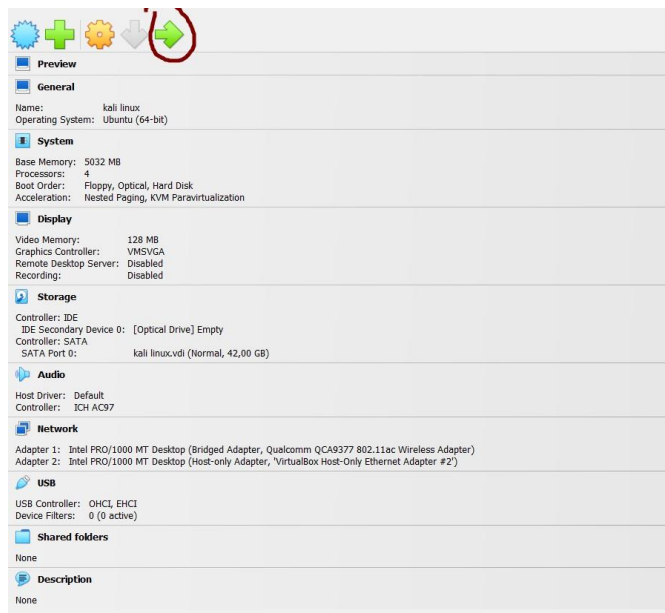 Preview
General
Name: kali linux
Operating System: Ubuntu (64-bit)
System
Base Memory: 5032 MB
Processors: 4
Boot Order: Floppy, Optical, Hard Disk
Acceleration: Nested Paging, KVM Paravirtualization
Display
Video Memory: 128 MB
Graphics Controller: VMSVGA
Remote Desktop Server: Disabled
Recording: Disabled
Storage
Controller: IDE
IDE Secondary Device 0: [Optical Drive] Empty
Controller: SATA
SATA Port 0: kali linux.vdi (Normal, 42,00 GB)
Audio
Host Driver: Default
Controller: ICH AC97
Network
Adapter 1: Intel PRO/1000 MT Desktop (Bridged Adapter, Qualcomm QCA9377 802.11ac Wireless Adapter)
Adapter 2: Intel PRO/1000 MT Desktop (Host-only Adapter, 'VirtualBox Host-Only Ethernet Adapter #2')
USB
USB Controller: OHCI, EHCI
Device Filters: 0 (0 active)
Shared folders
None
Description
None